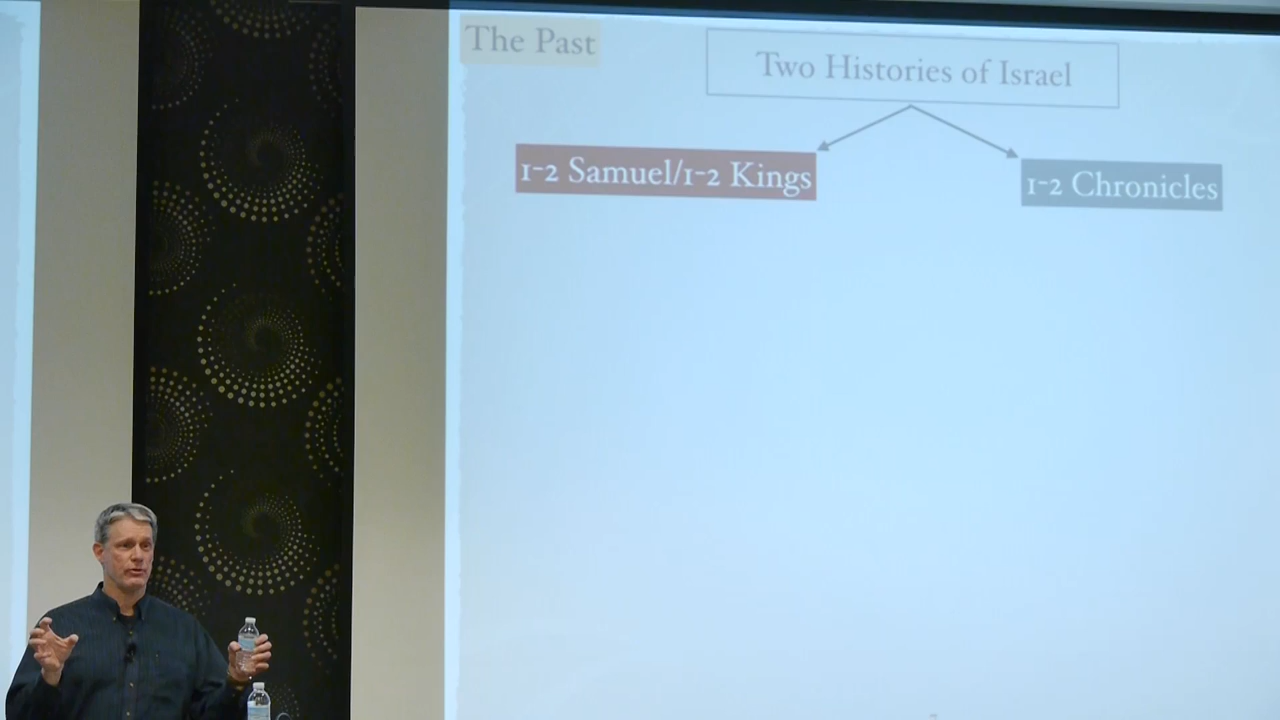 The Past
Two Histories of Israel
1-2 Samuel/1-2 Kings
1-2 Chronicles